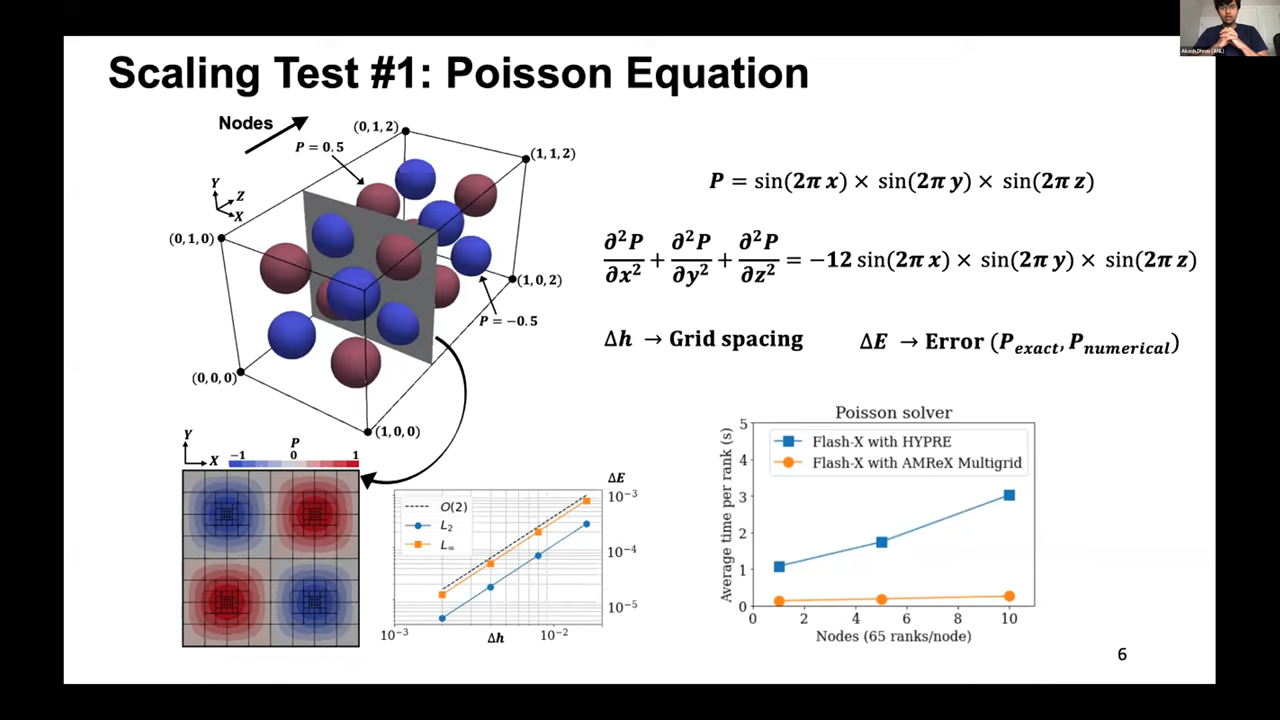 Akash Dhruv (ANL)
Scaling Test #1: Poisson Equation
Nodes
(0,1,2)
P = 0.5
(1,1,2)
Y
Z
X
(0,1,0)
(1,0,2)
P = −0.5
(0,0,0)
(1,0,0)
P = sin(2π x) × sin(2π y) × sin(2π z)
∂²P/∂x² + ∂²P/∂y² + ∂²P/∂z² = −12 sin(2π x) × sin(2π y) × sin(2π z)
Δh → Grid spacing
ΔE → Error (P_exact, P_numerical)
Y
X
P
−1 0 1
ΔE
O(2)
L₂
L∞
10⁻³
10⁻⁴
10⁻⁵
10⁻³ 10⁻²
Δh
Poisson solver
Flash-X with HYPRE
Flash-X with AMReX Multigrid
Average time per rank (s)
5
4
3
2
1
0
0 2 4 6 8 10
Nodes (65 ranks/node)
6